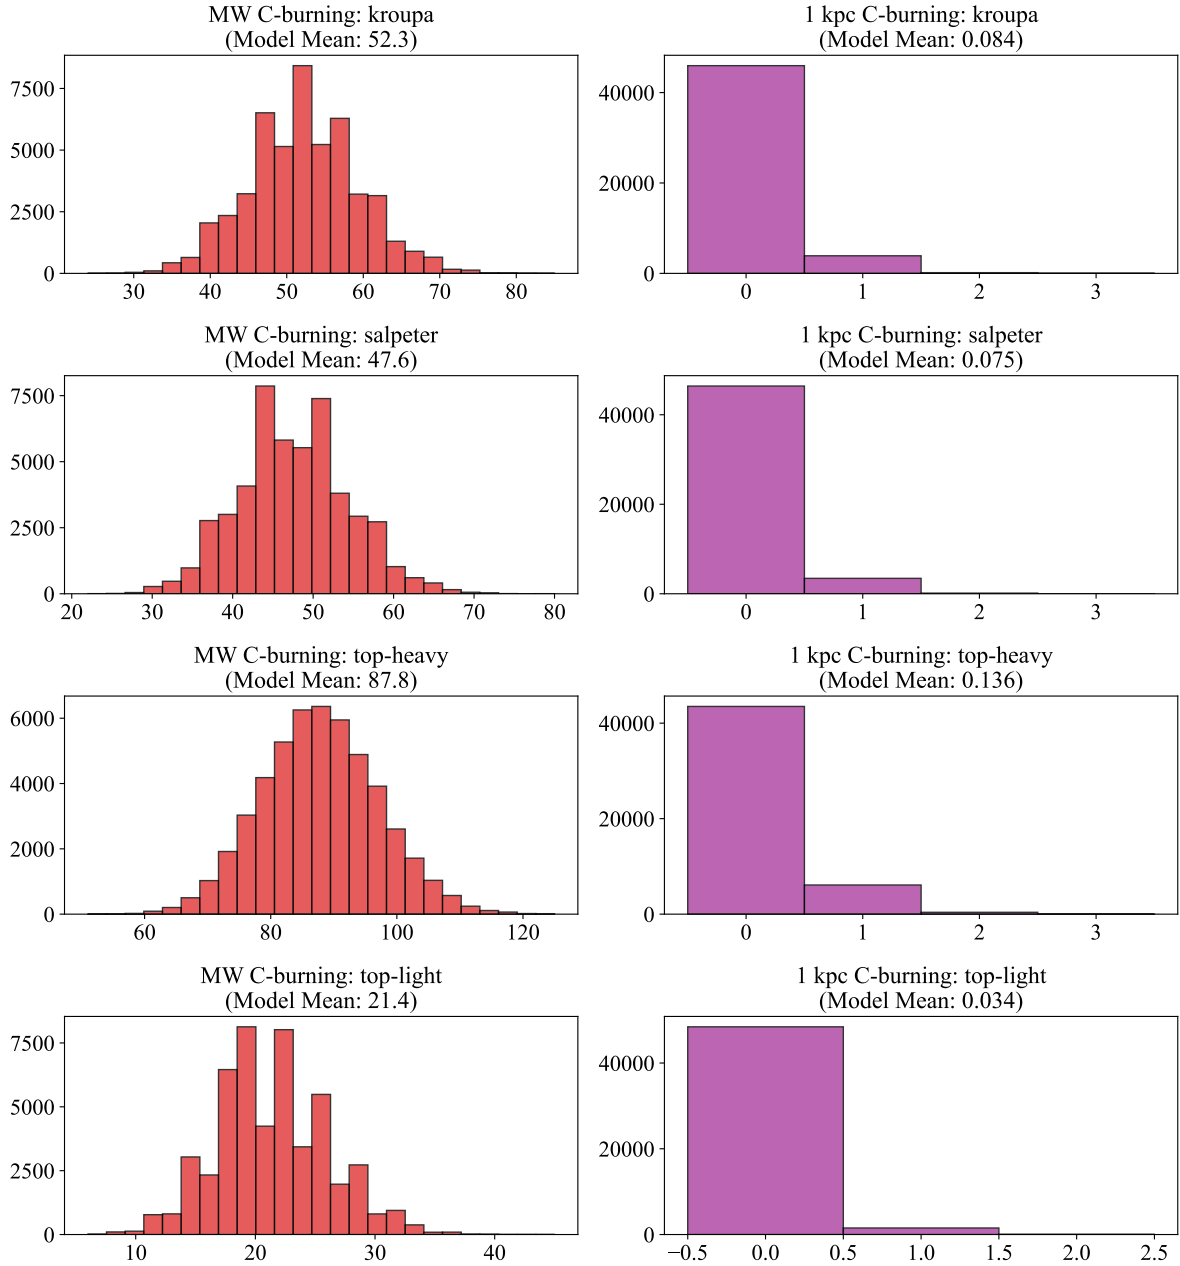 MW C-burning: kroupa
(Model Mean: 52.3)
7500
5000
2500
0
30 40 50 60 70 80
1 kpc C-burning: kroupa
(Model Mean: 0.084)
40000
20000
0
0 1 2 3
MW C-burning: salpeter
(Model Mean: 47.6)
7500
5000
2500
0
20 30 40 50 60 70 80
1 kpc C-burning: salpeter
(Model Mean: 0.075)
40000
20000
0
0 1 2 3
MW C-burning: top-heavy
(Model Mean: 87.8)
6000
4000
2000
0
60 80 100 120
1 kpc C-burning: top-heavy
(Model Mean: 0.136)
40000
20000
0
0 1 2 3
MW C-burning: top-light
(Model Mean: 21.4)
7500
5000
2500
0
10 20 30 40
1 kpc C-burning: top-light
(Model Mean: 0.034)
40000
20000
0
−0.5 0.0 0.5 1.0 1.5 2.0 2.5